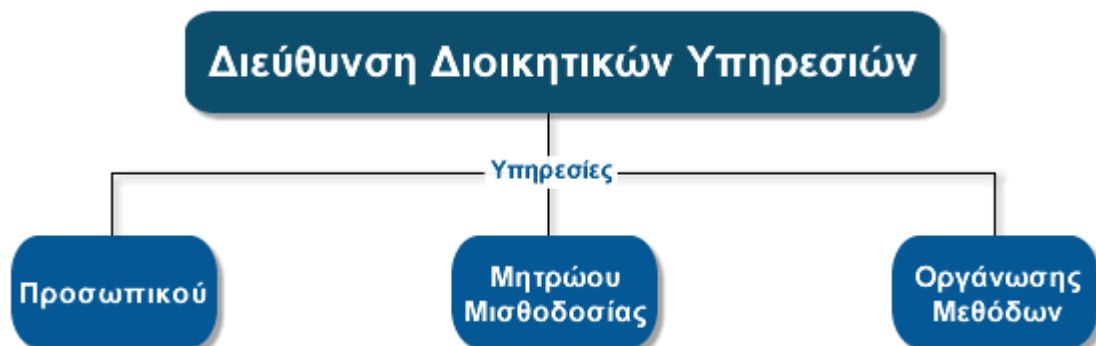 Διεύθυνση Διοικητικών Υπηρεσιών
Υπηρεσίες
Προσωπικού
Μητρώου
Μισθοδοσίας
Οργάνωσης
Μεθόδων